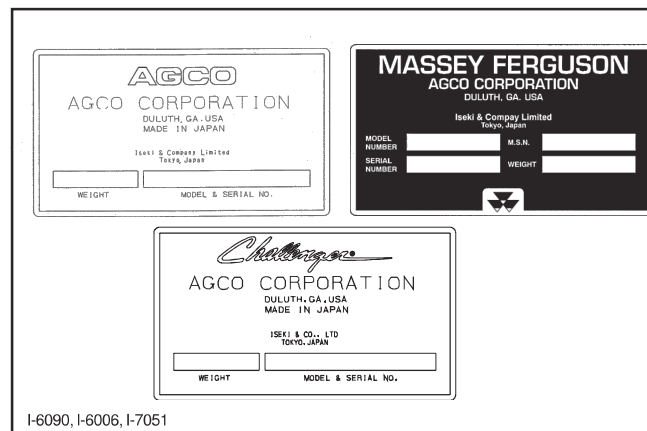 AGCO
AGCO CORPORATION
DULUTH, GA.USA
MADE IN JAPAN
Iseki & Company Limited
Tokyo, Japan
WEIGHT
MODEL & SERIAL NO.
MASSEY FERGUSON
AGCO CORPORATION
DULUTH, GA. USA
Iseki & Compay Limited
Tokyo, Japan
MODEL NUMBER
M.S.N.
SERIAL NUMBER
WEIGHT
Challenger®
AGCO CORPORATION
DULUTH.GA.USA
MADE IN JAPAN
ISEKI & CO.. LTD
TOKYO.JAPAN
WEIGHT
MODEL & SERIAL NO.
I-6090, I-6006, I-7051